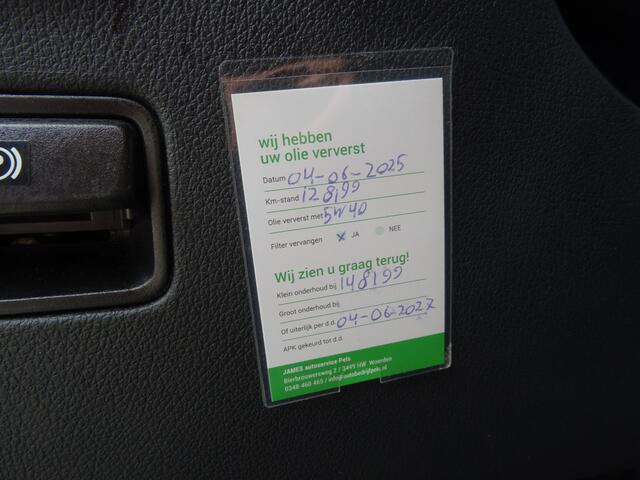 wij hebben
uw olie ververst
Datum 04-06-2025
Km-stand 128199
Olie ververst met 5W40
Filter vervangen x JA NEE
Wij zien u graag terug!
Klein onderhoud bij 148199
Groot onderhoud bij
Of uiterlijk per d.d. 04-06-2027
APK gekeurd tot d.d.
JAMES autoservice Pels
Bierbrouwersweg 2 / 3449 HW Woerden
0348 460 465 / info@autobedrijfpels.nl